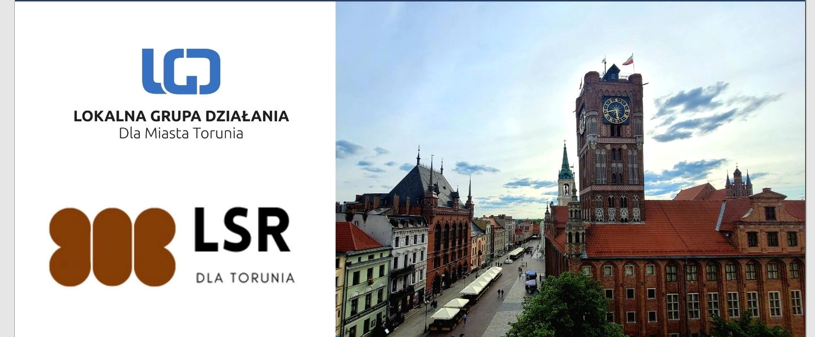 LGD
LOKALNA GRUPA DZIAŁANIA
Dla Miasta Torunia
LSR
DLA TORUNIA